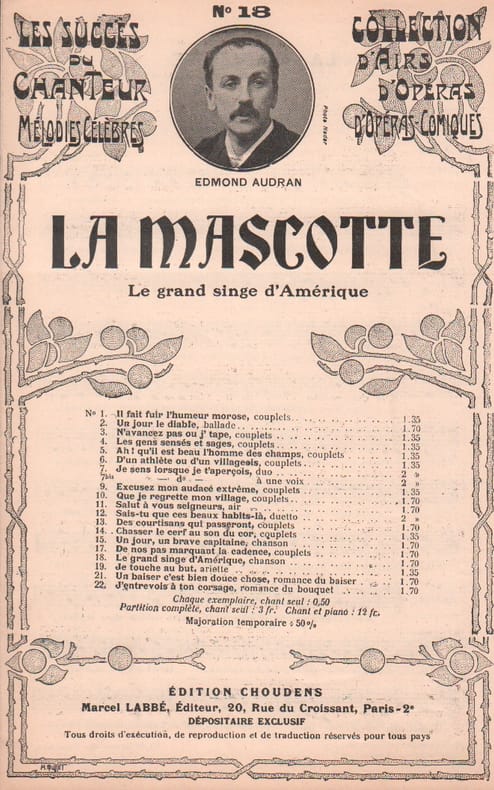 Nº 18
LES SUCCÈS
DU
CHANTEUR
MÉLODIES CÉLÈBRES
COLLECTION
D'AIRS
D'OPÉRAS
D'OPÉRAS-COMIQUES
Photo Nadar
EDMOND AUDRAN
LA MASCOTTE
Le grand singe d'Amérique
Nº 1. Il fait fuir l'humeur morose, couplets 1.35
2. Un jour le diable, ballade 1.70
3. N'avancez pas ou j' tape, couplets 1.35
4. Les gens sensés et sages, couplets 1.35
5. Ah! qu'il est beau l'homme des champs, couplets 1.35
6. D'un athlète ou d'un villageois, couplets 1.35
7. Je sens lorsque je t'aperçois, duo 2 »
7bis — dº — à une voix 2 »
9. Excusez mon audace extrême, couplets 1.35
10. Que je regrette mon village, couplets 1.70
11. Salut à vous seigneurs, air 1.70
12. Sais-tu que ces beaux habits-là, duetto 2 »
13. Des courtisans qui passeront, couplets 1.70
14. Chasser le cerf au son du cor, couplets 1.35
15. Un jour, un brave capitaine, chanson 1.70
17. De nos pas marquant la cadence, couplets 1.70
18. Le grand singe d'Amérique, chanson 1.70
19. Je touche au but, ariette 1.35
21. Un baiser c'est bien douce chose, romance du baiser 1.70
22. J'entrevois à ton corsage, romance du bouquet 1.70
Chaque exemplaire, chant seul : 0,50
Partition complète, chant seul : 3 fr. Chant et piano : 12 fc.
Majoration temporaire : 50%
ÉDITION CHOUDENS
Marcel LABBÉ, Éditeur, 20, Rue du Croissant, Paris-2ᵉ
DÉPOSITAIRE EXCLUSIF
Tous droits d'exécution, de reproduction et de traduction réservés pour tous pays